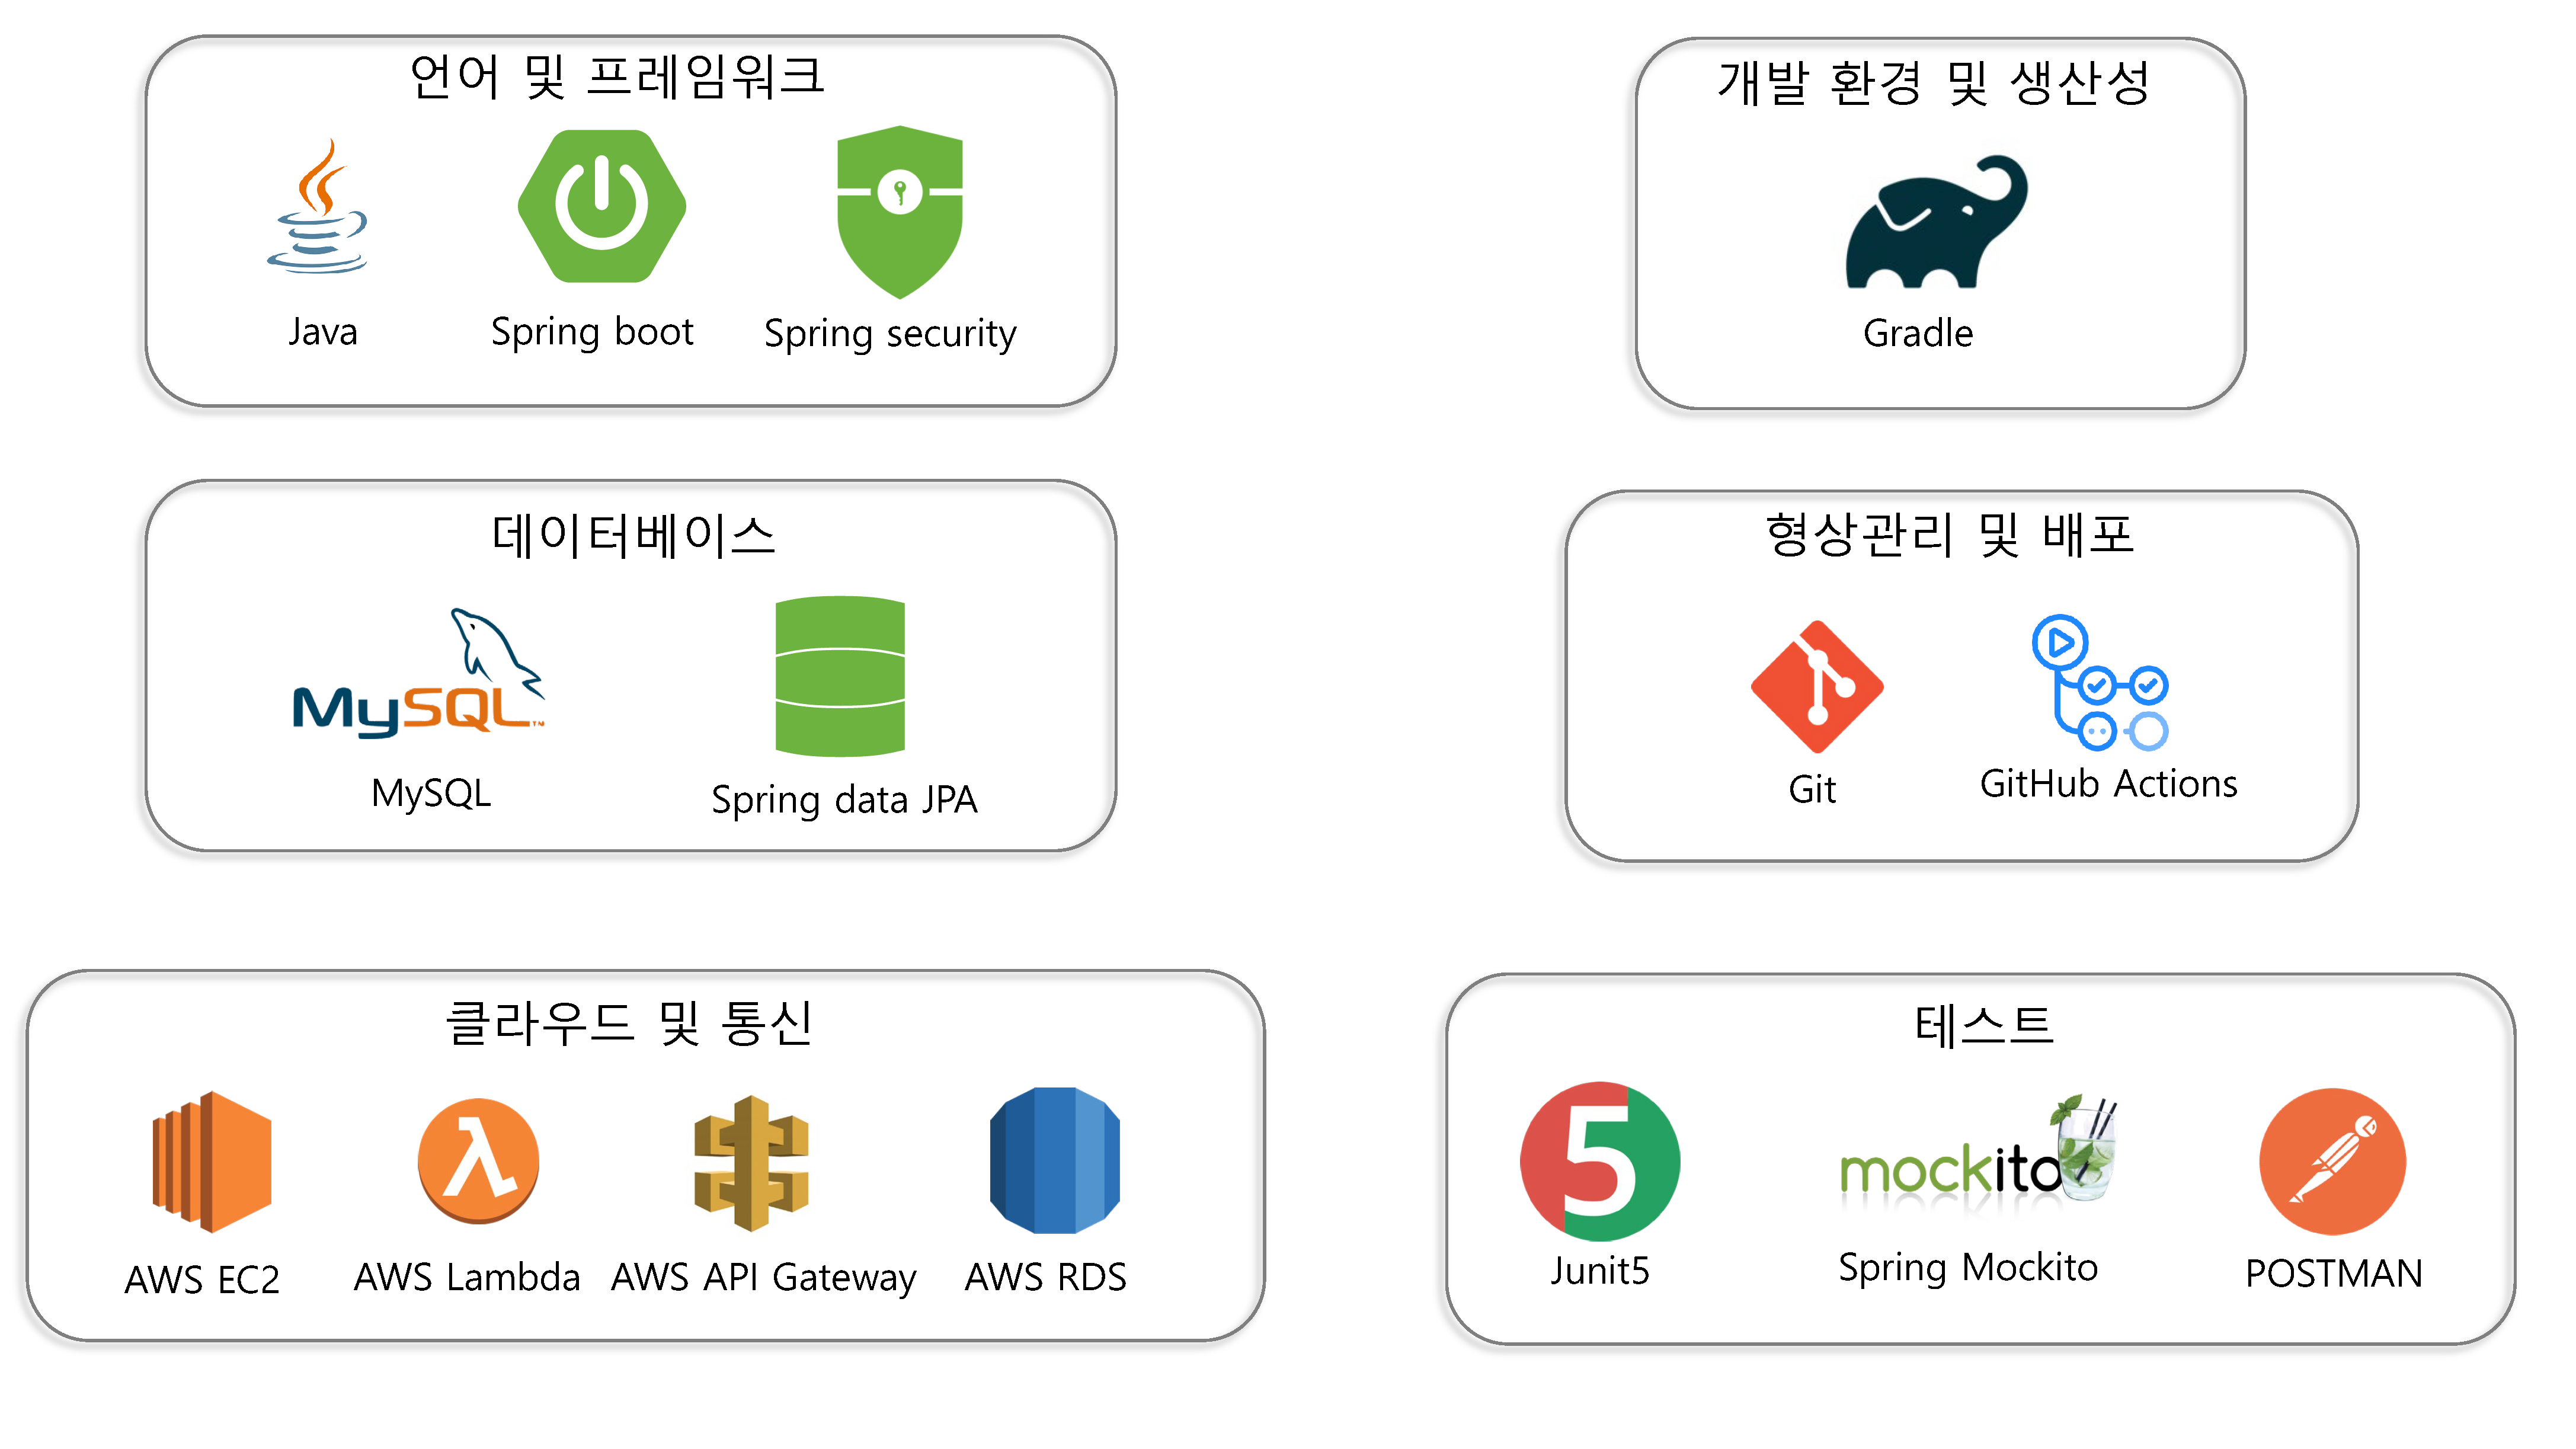 언어 및 프레임워크
Java
Spring boot
Spring security
개발 환경 및 생산성
Gradle
데이터베이스
MySQL™
MySQL
Spring data JPA
형상관리 및 배포
Git
GitHub Actions
클라우드 및 통신
AWS EC2
AWS Lambda
AWS API Gateway
AWS RDS
테스트
5
Junit5
mockito
Spring Mockito
POSTMAN